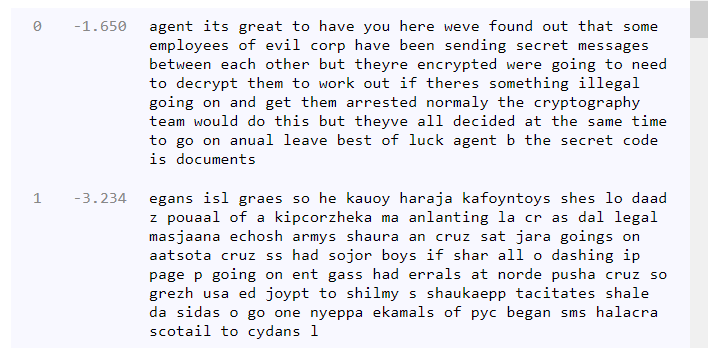 0 -1.650 agent its great to have you here weve found out that some
employees of evil corp have been sending secret messages
between each other but theyre encrypted were going to need
to decrypt them to work out if theres something illegal
going on and get them arrested normaly the cryptography
team would do this but theyve all decided at the same time
to go on anual leave best of luck agent b the secret code
is documents
1 -3.234 egans isl graes so he kauoy haraja kafoyntoys shes lo daad
z pouaal of a kipcorzheka ma anlanting la cr as dal legal
masjaana echosh armys shaura an cruz sat jara goings on
aatsota cruz ss had sojor boys if shar all o dashing ip
page p going on ent gass had errals at norde pusha cruz so
grezh usa ed joypt to shilmy s shaukaepp tacitates shale
da sidas o go one nyeppa ekamals of pyc began sms halacra
scotail to cydans l